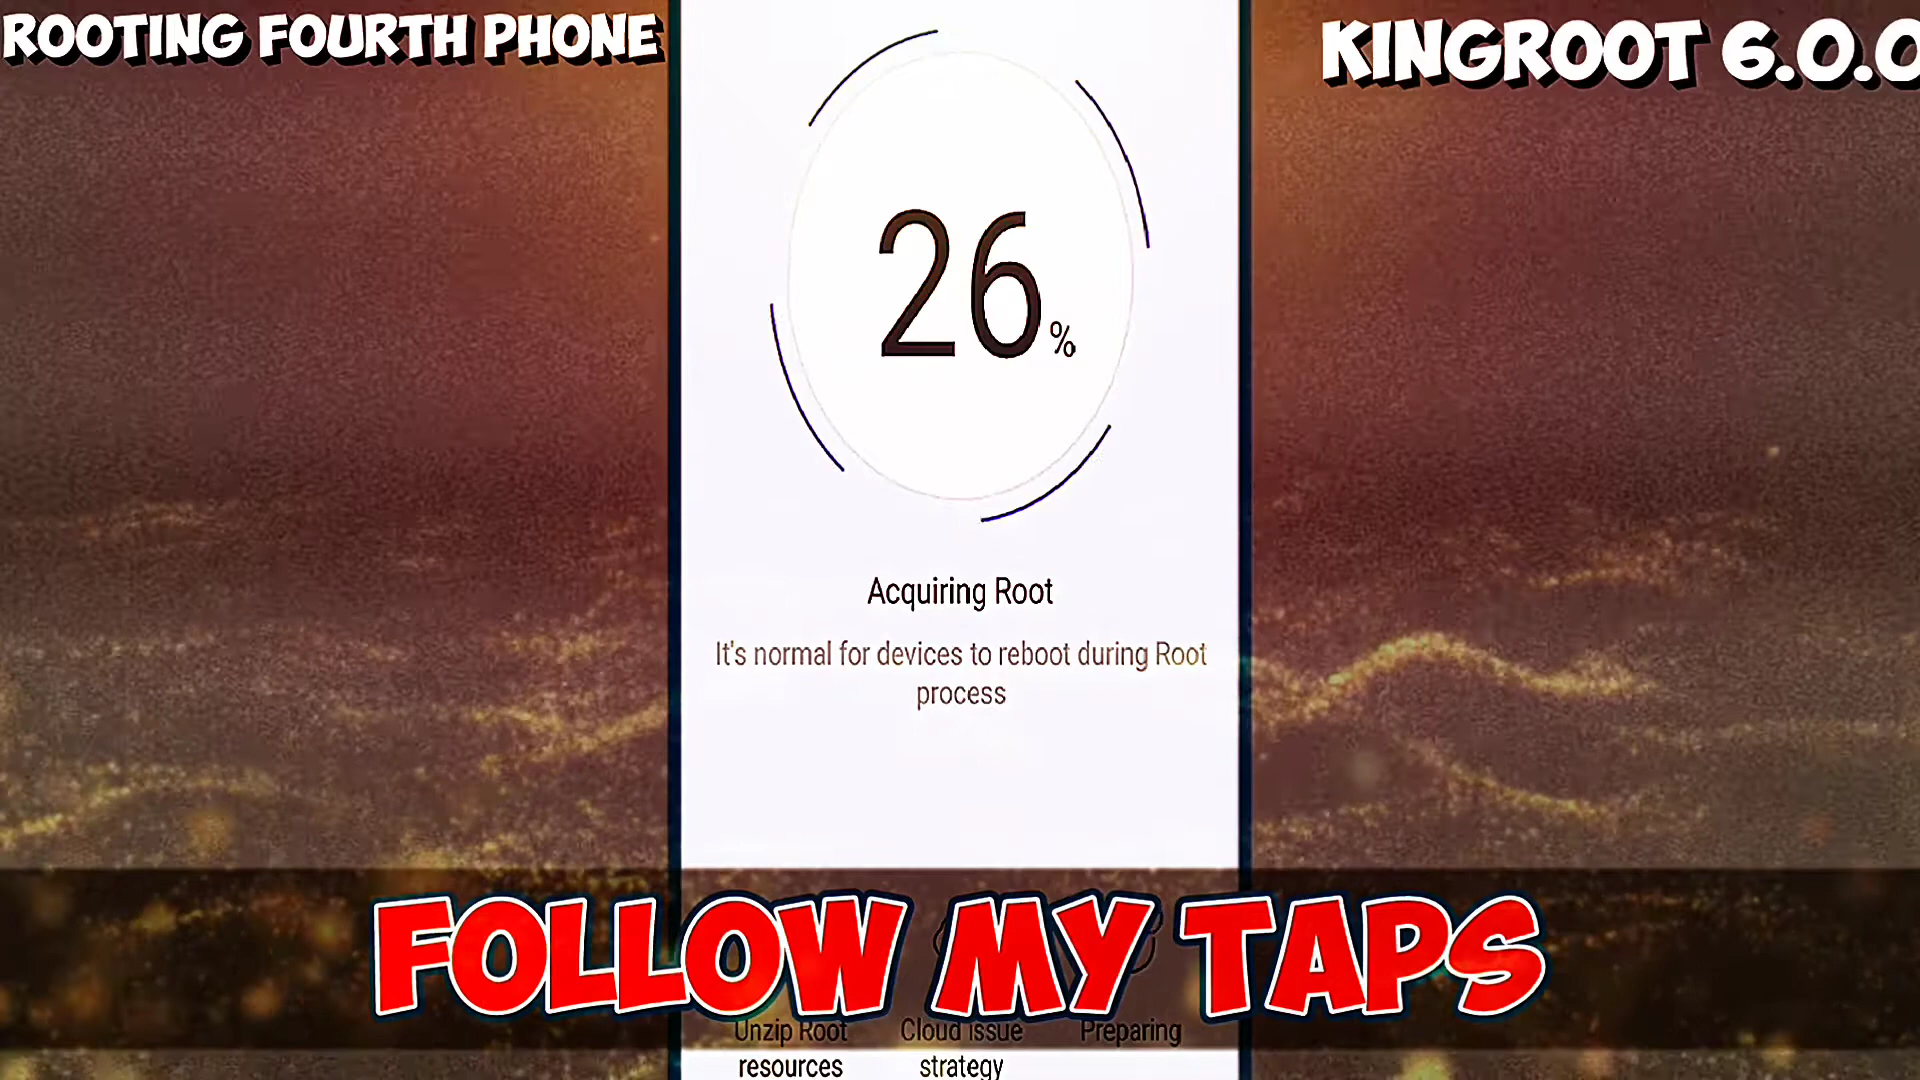 ROOTING FOURTH PHONE
KINGROOT 6.0.0
26%
Acquiring Root
It's normal for devices to reboot during Root
process
FOLLOW MY TAPS
Unzip Root
resources
Cloud issue
strategy
Preparing